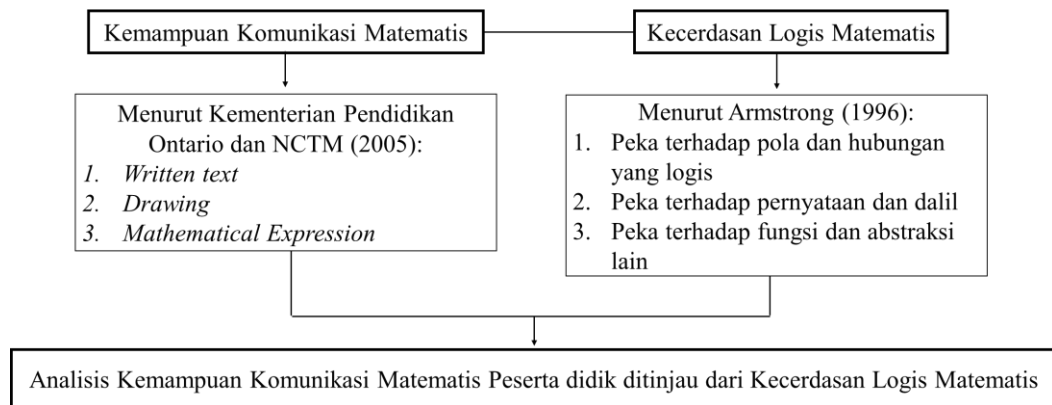 Kemampuan Komunikasi Matematis
Kecerdasan Logis Matematis
Menurut Kementerian Pendidikan
Ontario dan NCTM (2005):
1. Written text
2. Drawing
3. Mathematical Expression
Menurut Armstrong (1996):
1. Peka terhadap pola dan hubungan
yang logis
2. Peka terhadap pernyataan dan dalil
3. Peka terhadap fungsi dan abstraksi
lain
Analisis Kemampuan Komunikasi Matematis Peserta didik ditinjau dari Kecerdasan Logis Matematis